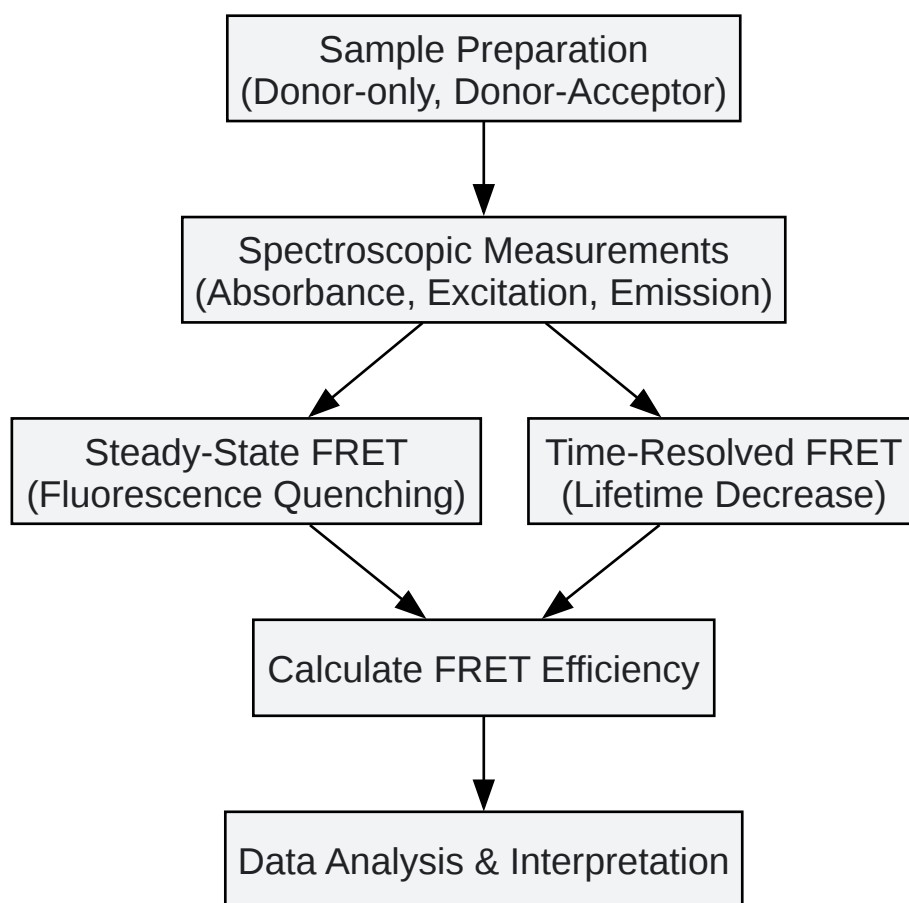 Sample Preparation
(Donor-only, Donor-Acceptor)
Spectroscopic Measurements
(Absorbance, Excitation, Emission)
Steady-State FRET
(Fluorescence Quenching)
Time-Resolved FRET
(Lifetime Decrease)
Calculate FRET Efficiency
Data Analysis & Interpretation